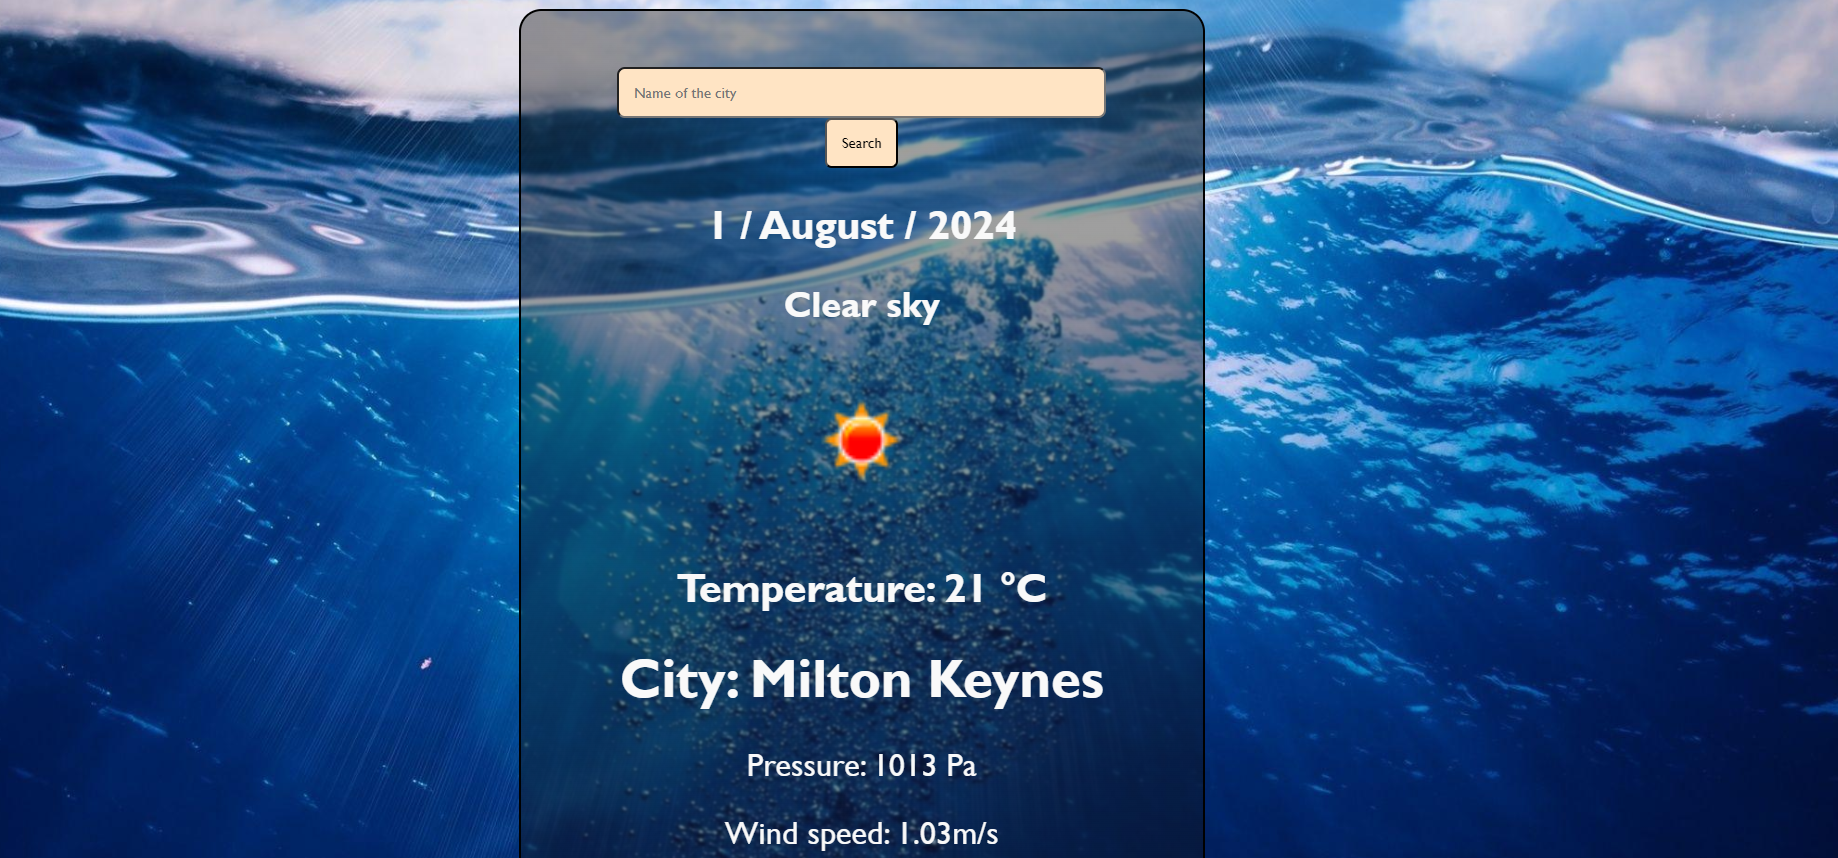 Name of the city
Search
1 / August / 2024
Clear sky
Temperature: 21 °C
City: Milton Keynes
Pressure: 1013 Pa
Wind speed: 1.03m/s